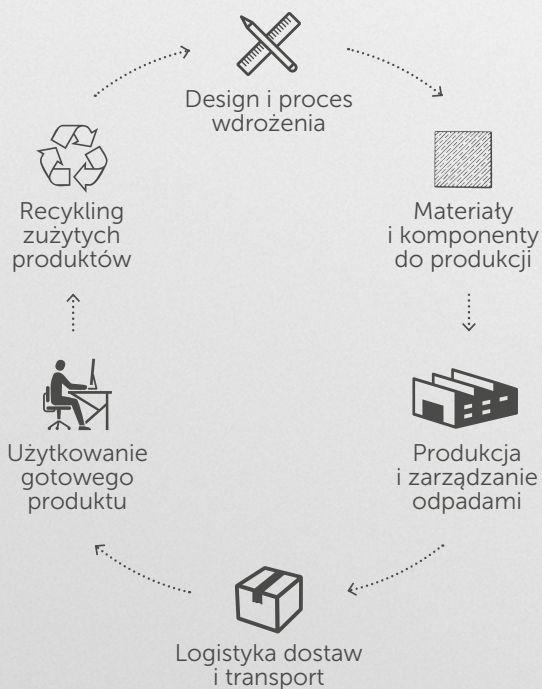 Design i proces
wdrożenia
Materiały
i komponenty
do produkcji
Produkcja
i zarządzanie
odpadami
Logistyka dostaw
i transport
Użytkowanie
gotowego
produktu
Recykling
zużytych
produktów